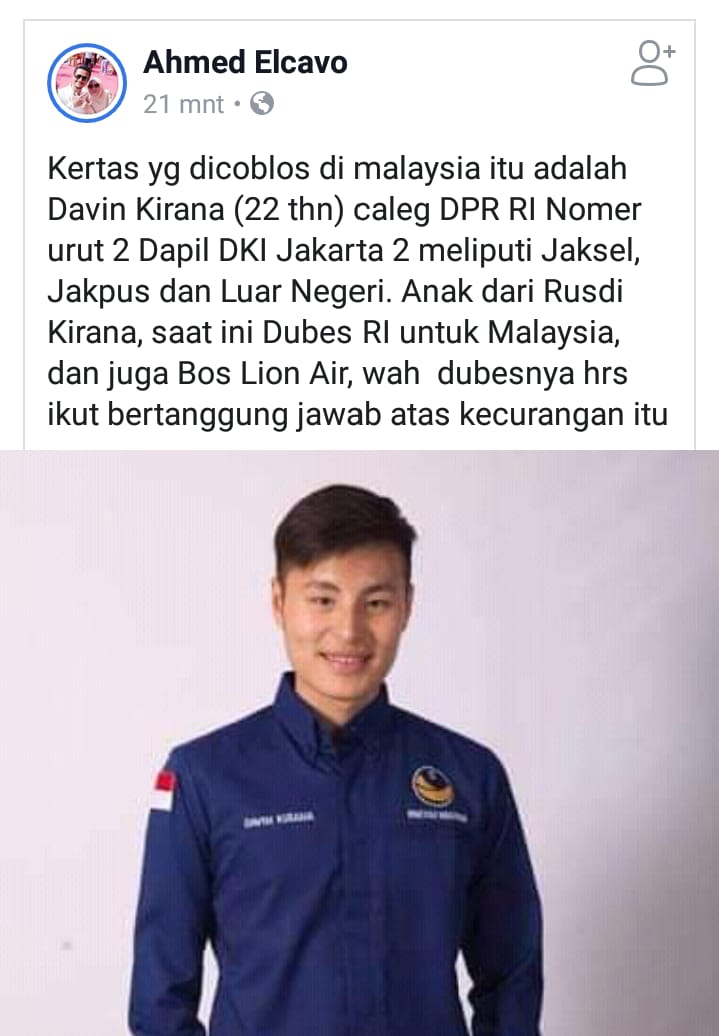 Ahmed Elcavo
21 mnt •
Kertas yg dicoblos di malaysia itu adalah
Davin Kirana (22 thn) caleg DPR RI Nomer
urut 2 Dapil DKI Jakarta 2 meliputi Jaksel,
Jakpus dan Luar Negeri. Anak dari Rusdi
Kirana, saat ini Dubes RI untuk Malaysia,
dan juga Bos Lion Air, wah dubesnya hrs
ikut bertanggung jawab atas kecurangan itu
DAVIN KIRANA